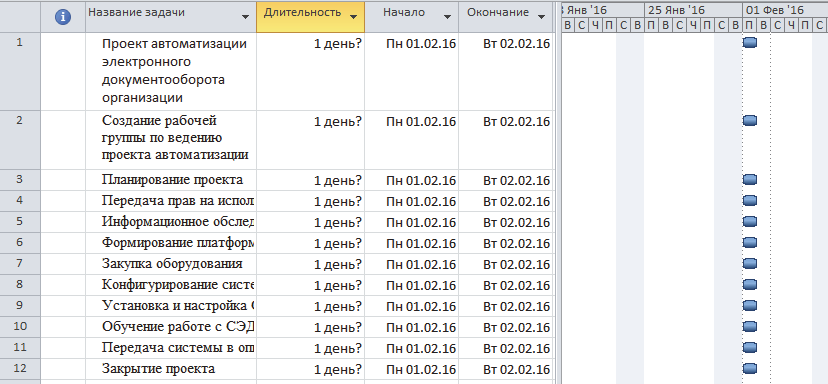 Название задачи Длительность Начало Окончание
Янв '16 25 Янв '16 01 Фев '16
В С Ч П С В П В С Ч П С В П В С Ч П С
1 Проект автоматизации 1 день? Пн 01.02.16 Вт 02.02.16
электронного
документооборота
организации
2 Создание рабочей 1 день? Пн 01.02.16 Вт 02.02.16
группы по ведению
проекта автоматизации
3 Планирование проекта 1 день? Пн 01.02.16 Вт 02.02.16
4 Передача прав на испол 1 день? Пн 01.02.16 Вт 02.02.16
5 Информационное обслед 1 день? Пн 01.02.16 Вт 02.02.16
6 Формирование платформ 1 день? Пн 01.02.16 Вт 02.02.16
7 Закупка оборудования 1 день? Пн 01.02.16 Вт 02.02.16
8 Конфигурирование систе 1 день? Пн 01.02.16 Вт 02.02.16
9 Установка и настройка С 1 день? Пн 01.02.16 Вт 02.02.16
10 Обучение работе с СЭД 1 день? Пн 01.02.16 Вт 02.02.16
11 Передача системы в оп 1 день? Пн 01.02.16 Вт 02.02.16
12 Закрытие проекта 1 день? Пн 01.02.16 Вт 02.02.16